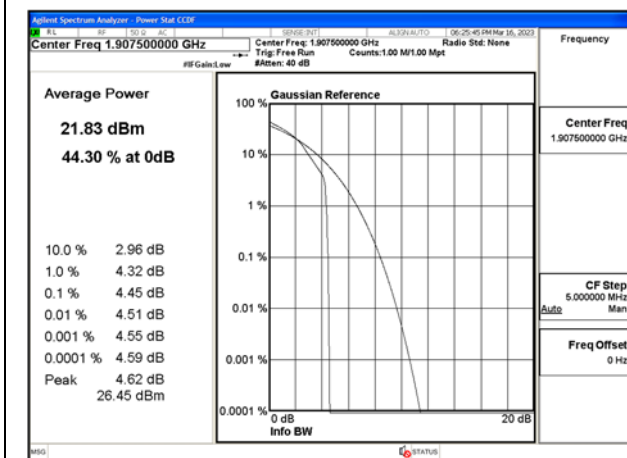 Agilent Spectrum Analyzer - Power Stat CCDF
RL RF 50 Ω AC SENSE:INT ALIGN AUTO 06:25:45 PM Mar 16, 2023
Center Freq 1.907500000 GHz
Center Freq: 1.907500000 GHz Radio Std: None
Trig: Free Run Counts:1.00 M/1.00 Mpt
#IFGain:Low #Atten: 40 dB
Frequency
Average Power
21.83 dBm
44.30 % at 0dB
10.0 % 2.96 dB
1.0 % 4.32 dB
0.1 % 4.45 dB
0.01 % 4.51 dB
0.001 % 4.55 dB
0.0001 % 4.59 dB
Peak 4.62 dB
26.45 dBm
Gaussian Reference
100 %
10 %
1 %
0.1 %
0.01 %
0.001 %
0.0001 %
0 dB 20 dB
Info BW
Center Freq
1.907500000 GHz
CF Step
5.000000 MHz
Auto Man
Freq Offset
0 Hz
MSG STATUS